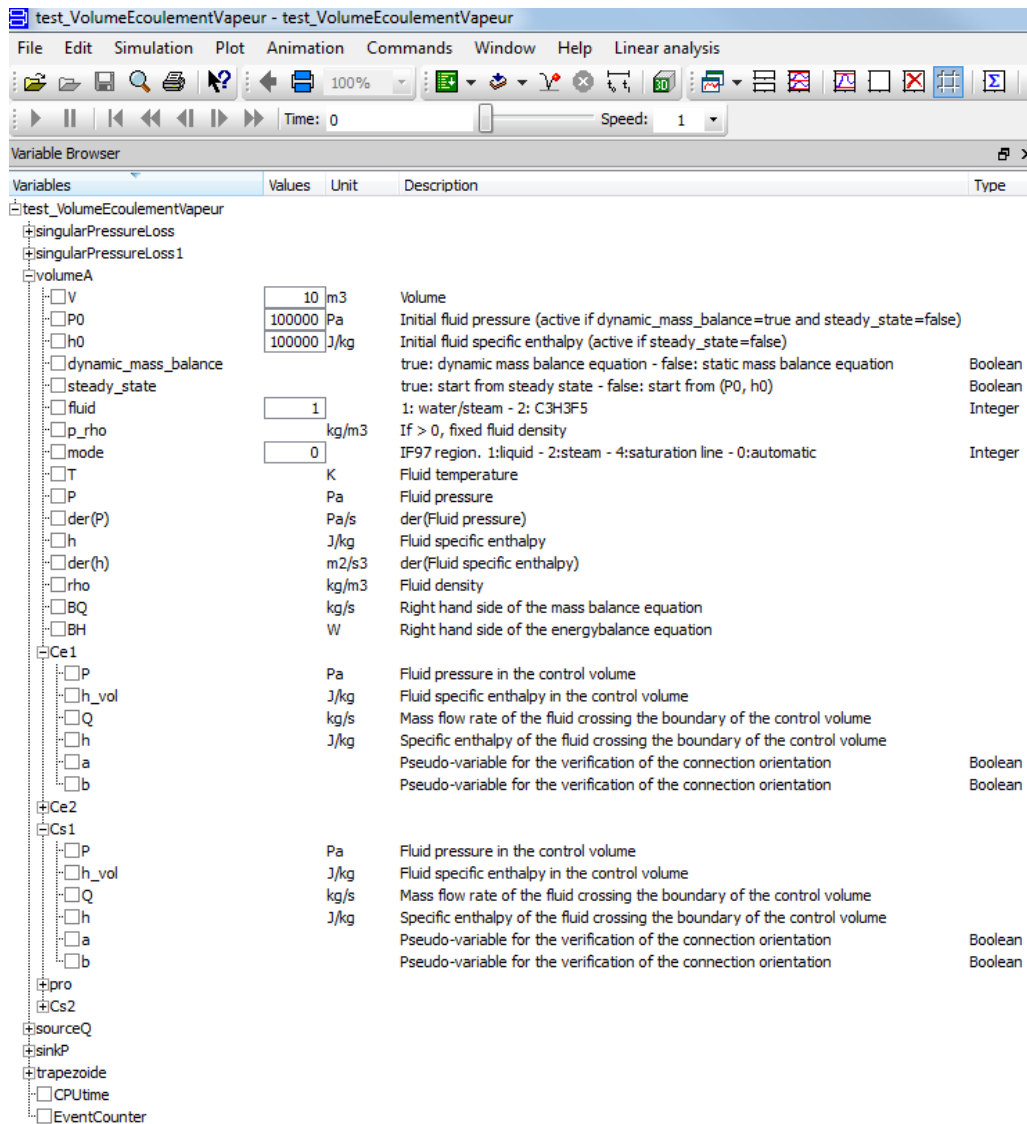 test_VolumeEcoulementVapeur - test_VolumeEcoulementVapeur
File Edit Simulation Plot Animation Commands Window Help Linear analysis
100% 3D Σ
Time: 0 Speed: 1
Variable Browser
Variables Values Unit Description Type
test_VolumeEcoulementVapeur
singularPressureLoss
singularPressureLoss1
volumeA
V 10 m3 Volume
P0 100000 Pa Initial fluid pressure (active if dynamic_mass_balance=true and steady_state=false)
h0 100000 J/kg Initial fluid specific enthalpy (active if steady_state=false)
dynamic_mass_balance true: dynamic mass balance equation - false: static mass balance equation Boolean
steady_state true: start from steady state - false: start from (P0, h0) Boolean
fluid 1 1: water/steam - 2: C3H3F5 Integer
p_rho kg/m3 If > 0, fixed fluid density
mode 0 IF97 region. 1:liquid - 2:steam - 4:saturation line - 0:automatic Integer
T K Fluid temperature
P Pa Fluid pressure
der(P) Pa/s der(Fluid pressure)
h J/kg Fluid specific enthalpy
der(h) m2/s3 der(Fluid specific enthalpy)
rho kg/m3 Fluid density
BQ kg/s Right hand side of the mass balance equation
BH W Right hand side of the energybalance equation
Ce1
P Pa Fluid pressure in the control volume
h_vol J/kg Fluid specific enthalpy in the control volume
Q kg/s Mass flow rate of the fluid crossing the boundary of the control volume
h J/kg Specific enthalpy of the fluid crossing the boundary of the control volume
a Pseudo-variable for the verification of the connection orientation Boolean
b Pseudo-variable for the verification of the connection orientation Boolean
Ce2
Cs1
P Pa Fluid pressure in the control volume
h_vol J/kg Fluid specific enthalpy in the control volume
Q kg/s Mass flow rate of the fluid crossing the boundary of the control volume
h J/kg Specific enthalpy of the fluid crossing the boundary of the control volume
a Pseudo-variable for the verification of the connection orientation Boolean
b Pseudo-variable for the verification of the connection orientation Boolean
pro
Cs2
sourceQ
sinkP
trapezoide
CPUtime
EventCounter